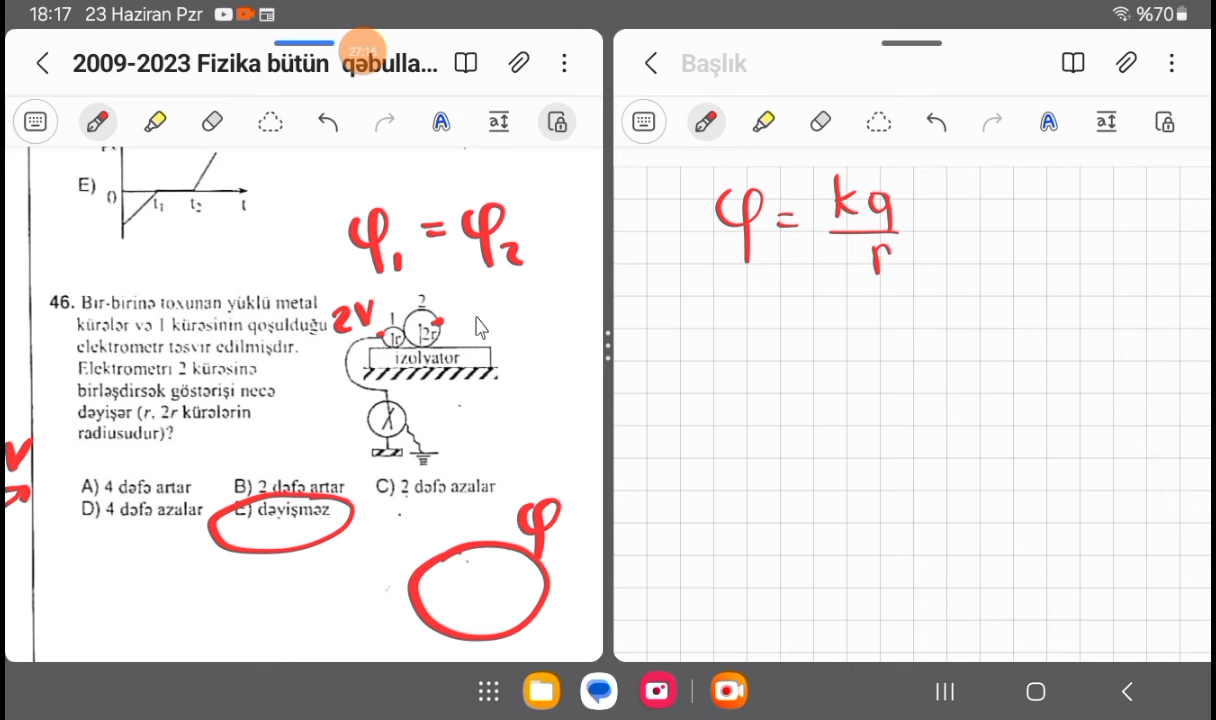 18:17 23 Haziran Pzr
%70
27:16
2009-2023 Fizika bütün qəbulla...
Başlık
E) 0 t₁ t₂ t
φ₁ = φ₂
φ = kq/r
46. Bir-birinə toxunan yüklü metal
kürələr və 1 kürəsinin qoşulduğu
elektrometr təsvir edilmişdir.
Elektrometri 2 kürəsinə
birləşdirsək göstərişi necə
dəyişər (r, 2r kürələrin
radiusudur)?
2V
1
2
r
2r
izolyator
A) 4 dəfə artar B) 2 dəfə artar C) 2 dəfə azalar
D) 4 dəfə azalar E) dəyişməz
φ
V